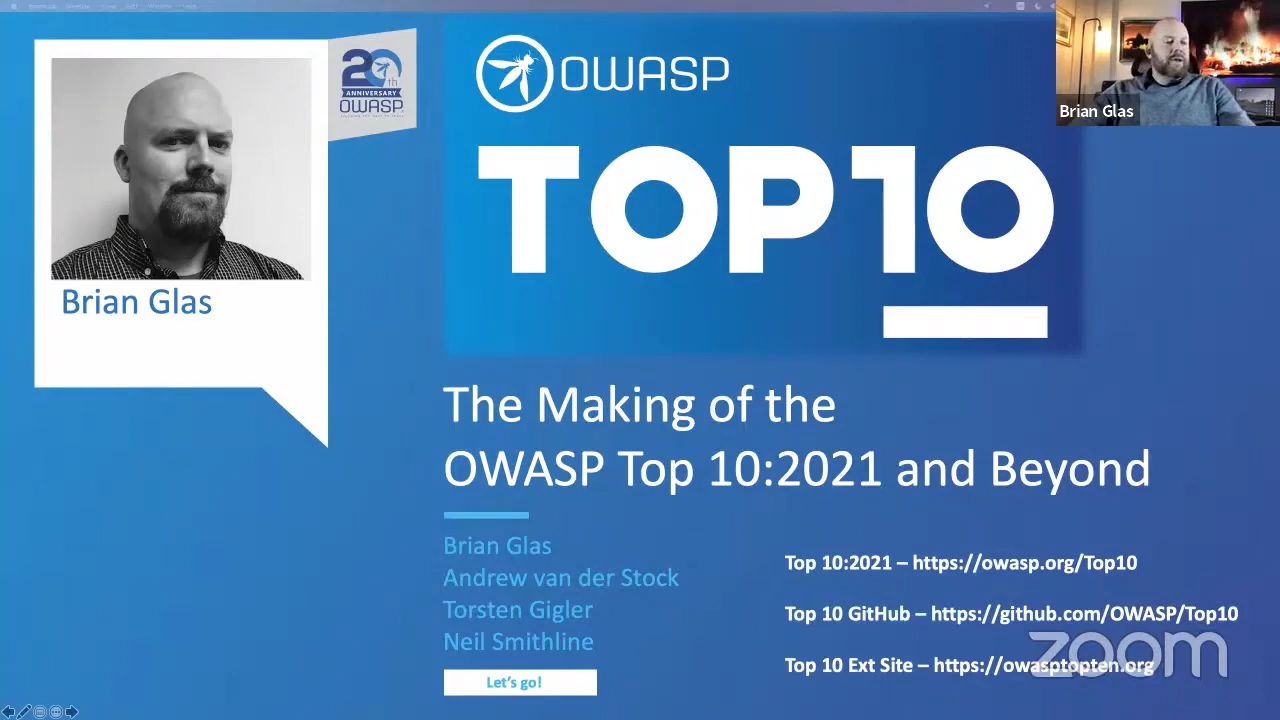 20th
ANNIVERSARY
OWASP
OWASP
TOP10
Brian Glas
Brian Glas
The Making of the
OWASP Top 10:2021 and Beyond
Brian Glas
Andrew van der Stock
Torsten Gigler
Neil Smithline
Let's go!
Top 10:2021 – https://owasp.org/Top10
Top 10 GitHub – https://github.com/OWASP/Top10
Top 10 Ext Site – https://owasptopten.org
zoom